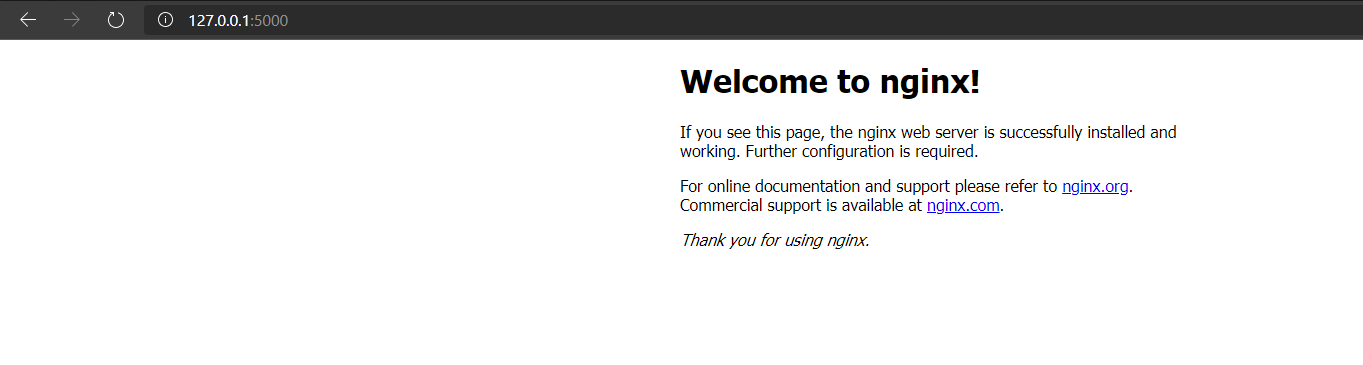 127.0.0.1:5000
Welcome to nginx!
If you see this page, the nginx web server is successfully installed and
working. Further configuration is required.
For online documentation and support please refer to nginx.org.
Commercial support is available at nginx.com.
Thank you for using nginx.